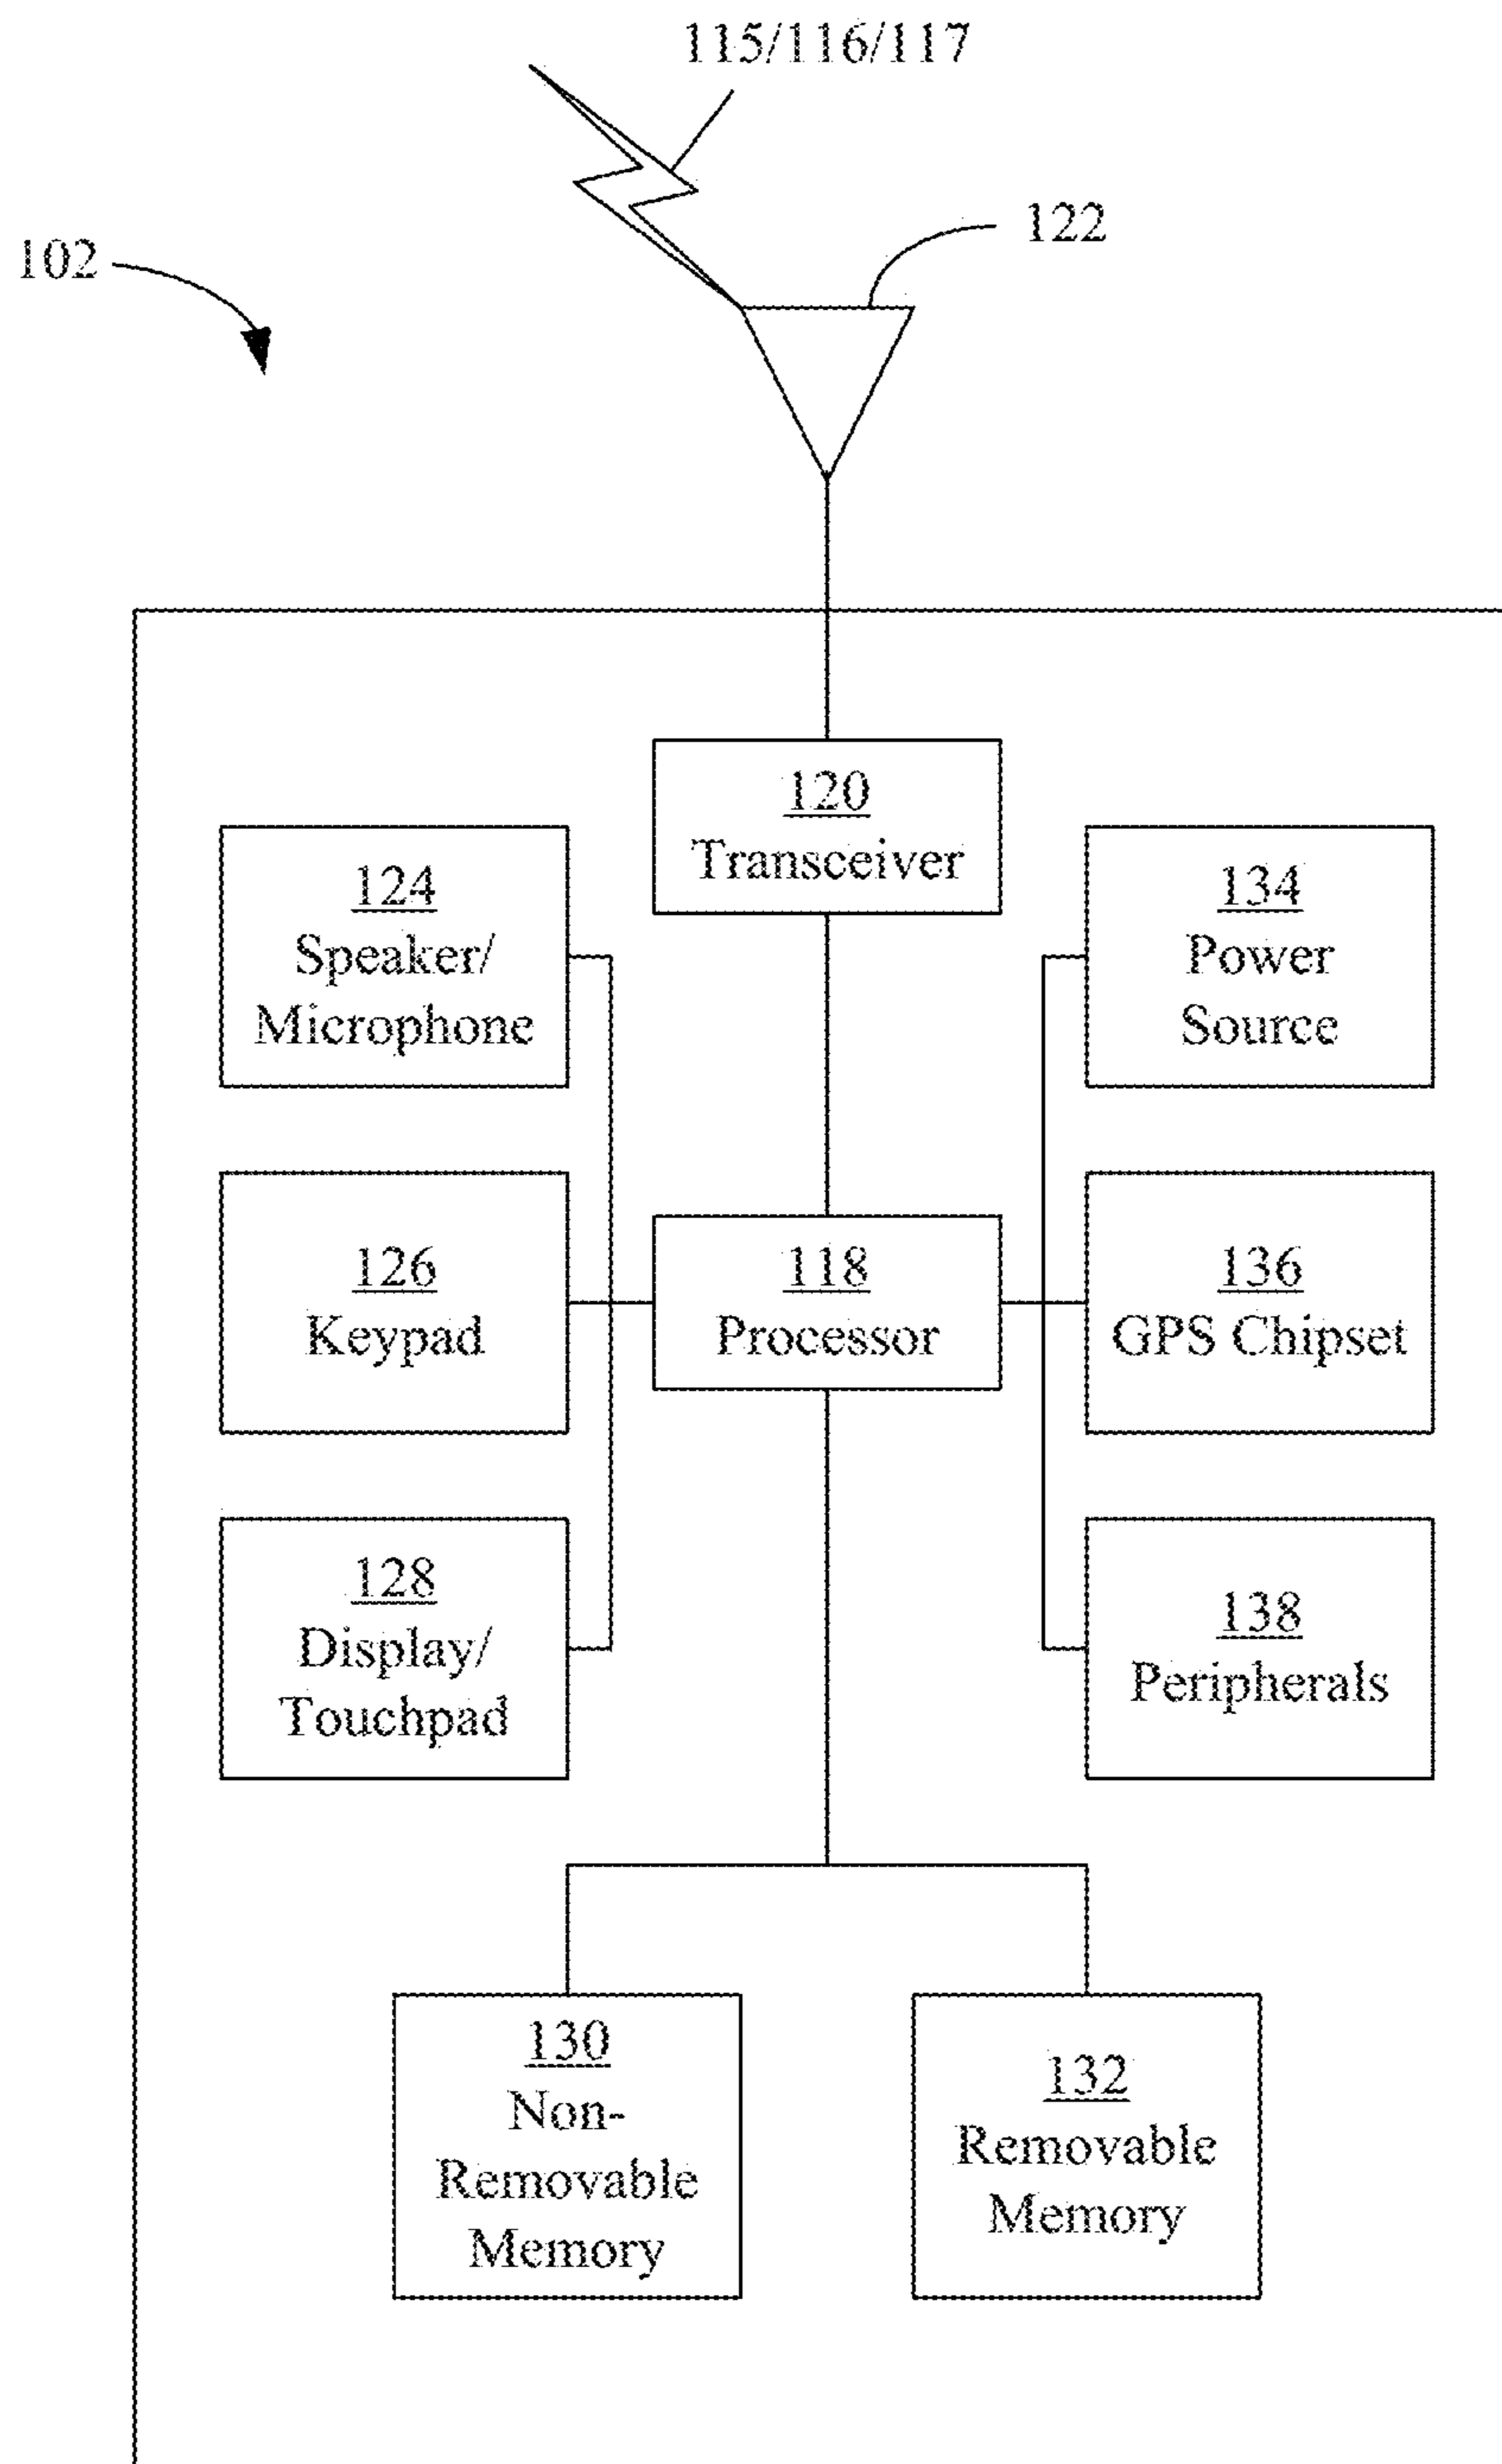 115/116/117
122
102
120
Transceiver
124
Speaker/
Microphone
134
Power
Source
126
Keypad
118
Processor
136
GPS Chipset
128
Display/
Touchpad
138
Peripherals
130
Non-
Removable
Memory
132
Removable
Memory